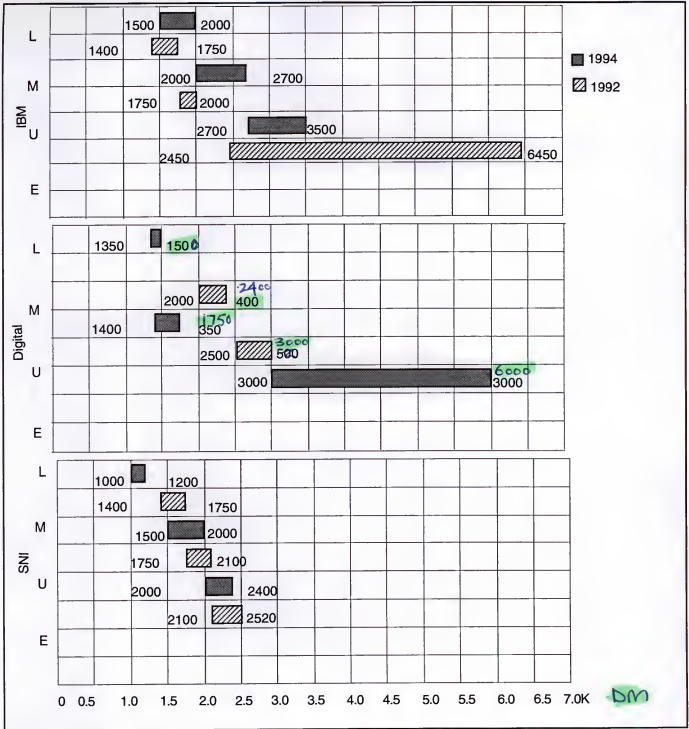 1500 2000
L
1400 1750
1994
2000 2700
M
1992
1750 2000
IBM
2700 3500
U
2450 6450
E
1350 1500
L
2400
2000 400
M
1750
1400 350
Digital
3000
2500 500
U
6000
3000 3000
E
L
1000 1200
1400 1750
M
1500 2000
SNI
1750 2100
U
2000 2400
2100 2520
E
0 0.5 1.0 1.5 2.0 2.5 3.0 3.5 4.0 4.5 5.0 5.5 6.0 6.5 7.0K DM